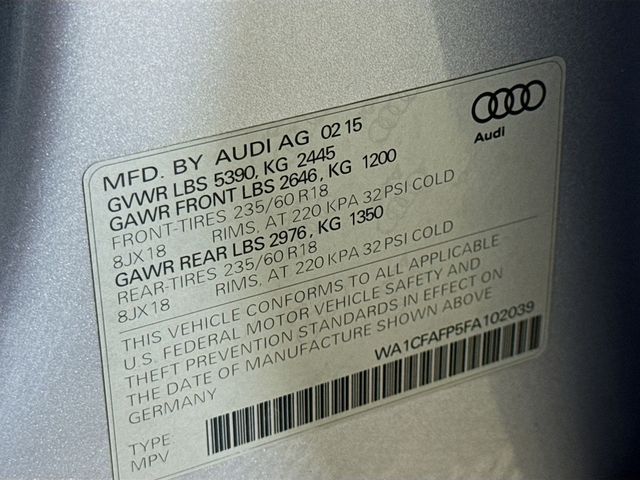 Audi
MFD. BY AUDI AG 02 15
GVWR LBS 5390, KG 2445
GAWR FRONT LBS 2646, KG 1200
FRONT-TIRES 235/60 R18
8JX18 RIMS, AT 220 KPA 32 PSI COLD
GAWR REAR LBS 2976, KG 1350
REAR-TIRES 235/60 R18
8JX18 RIMS, AT 220 KPA 32 PSI COLD
THIS VEHICLE CONFORMS TO ALL APPLICABLE
U.S. FEDERAL MOTOR VEHICLE SAFETY AND
THEFT PREVENTION STANDARDS IN EFFECT ON
THE DATE OF MANUFACTURE SHOWN ABOVE
GERMANY
WA1CFAFP5FA102039
TYPE:
MPV